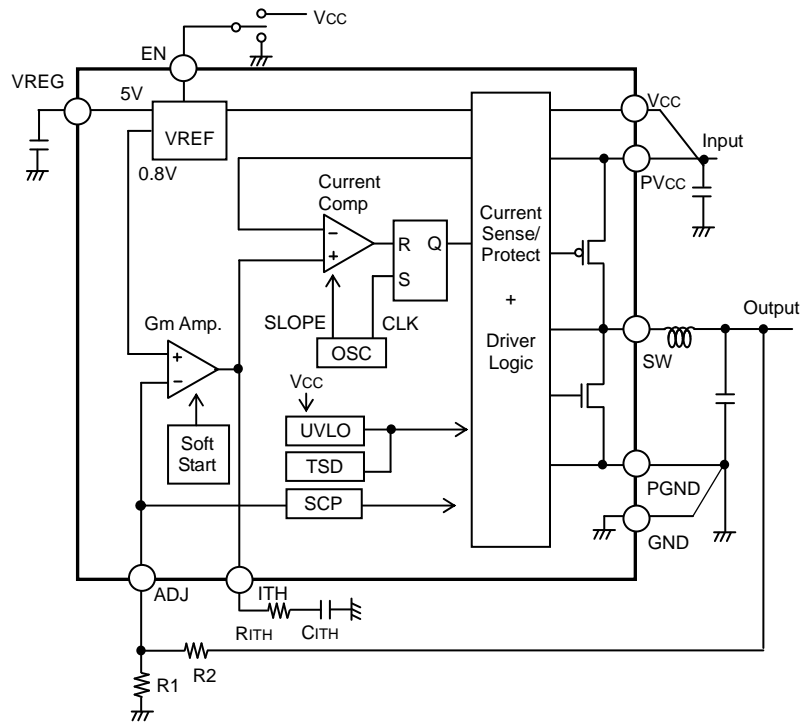 VCC
EN
VREG
5V
VREF
0.8V
VCC
Input
PVCC
Current
Comp
−
+
R
Q
S
Current
Sense/
Protect
+
Driver
Logic
SLOPE
CLK
OSC
Gm Amp.
+
−
Soft
Start
VCC
UVLO
TSD
SCP
Output
SW
PGND
GND
ADJ
ITH
RITH
CITH
R2
R1